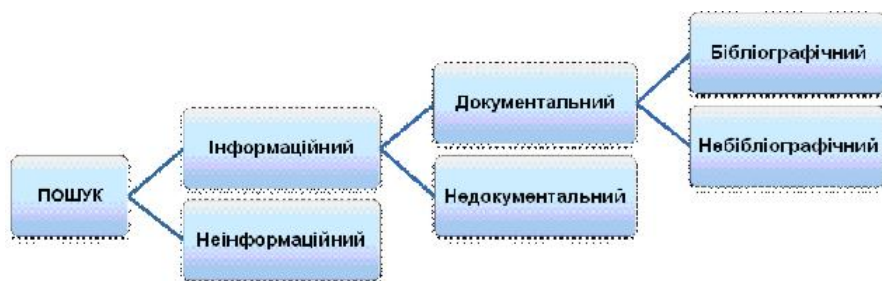 ПОШУК
Інформаційний
Неінформаційний
Документальний
Недокументальний
Бібліографічний
Небібліографічний